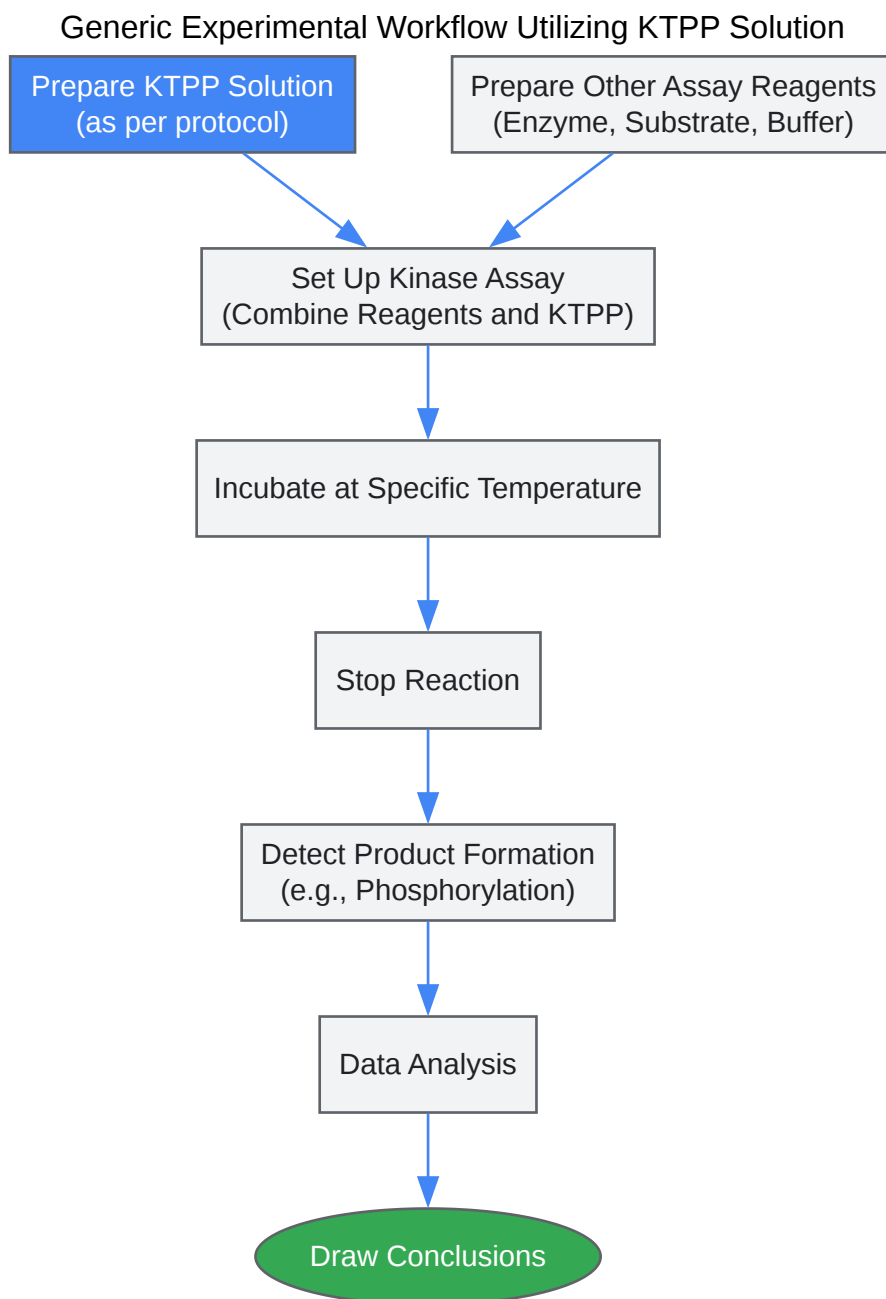 Generic Experimental Workflow Utilizing KTPP Solution
Prepare KTPP Solution
(as per protocol)
Prepare Other Assay Reagents
(Enzyme, Substrate, Buffer)
Set Up Kinase Assay
(Combine Reagents and KTPP)
Incubate at Specific Temperature
Stop Reaction
Detect Product Formation
(e.g., Phosphorylation)
Data Analysis
Draw Conclusions